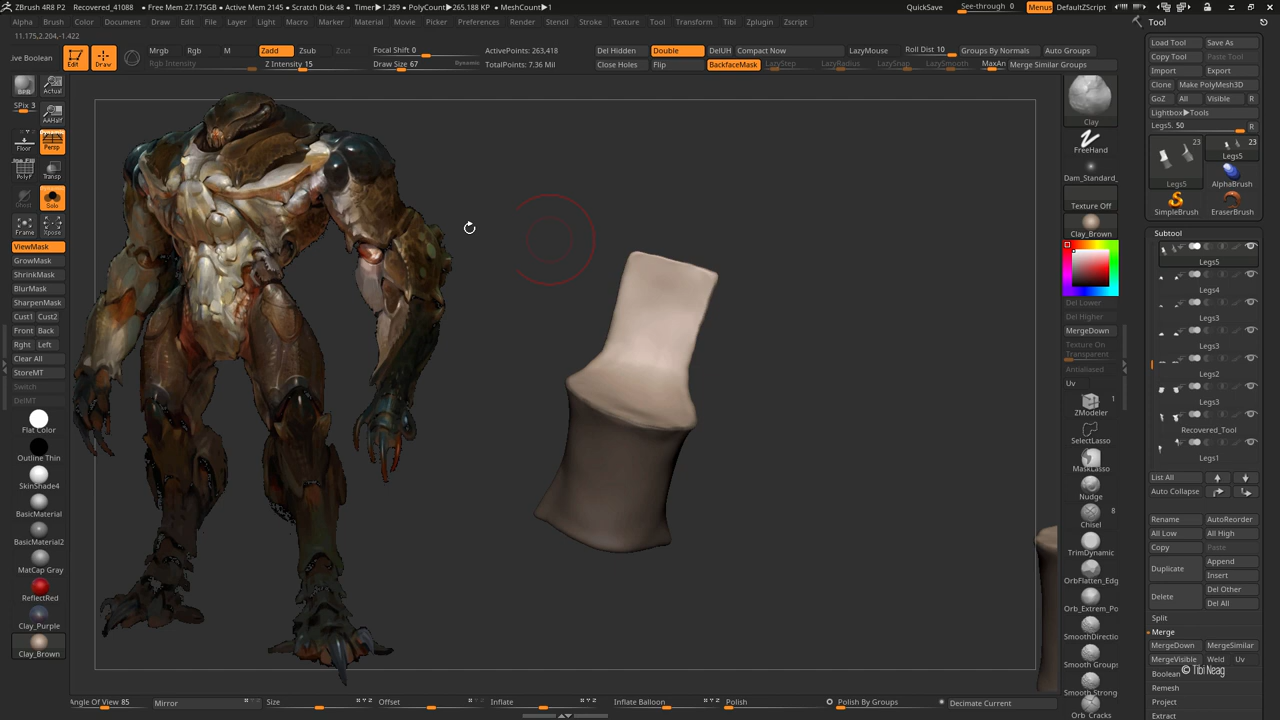 ZBrush 4R8 P2 Recovered_41088 ● Free Mem 27.175GB ● Active Mem 2145 ● Scratch Disk 48 ● Timer▶1.289 ● PolyCount▶265.188 KP ● MeshCount▶1 QuickSave See-through 0 Menus DefaultZScript
Alpha Brush Color Document Draw Edit File Layer Light Macro Marker Material Movie Picker Preferences Render Stencil Stroke Texture Tool Transform Tibi Zplugin Zscript Tool
11.175,2.204,-1.422
ive Boolean Edit Draw Mrgb Rgb M Zadd Zsub Zcut Focal Shift 0 ActivePoints: 263,418 Del Hidden Double DelUH Compact Now LazyMouse Roll Dist 10 Groups By Normals Auto Groups
Rgb Intensity Z Intensity 15 Draw Size 67 Dynamic TotalPoints: 7.36 Mil Close Holes Flip BackfaceMask LazyStep LazyRadius LazySnap LazySmooth MaxAn Merge Similar Groups
BPR Actual
SPix 3
AAHalf
Floor Persp
PolyF Transp
Ghost Solo
Frame Xpose
ViewMask
GrowMask
ShrinkMask
BlurMask
SharpenMask
Cust1 Cust2
Front Back
Rght Left
Clear All
StoreMT
Switch
DelMT
Flat Color
Outline Thin
SkinShade4
BasicMaterial
BasicMaterial2
MatCap Gray
ReflectRed
Clay_Purple
Clay_Brown
Clay
FreeHand
Dam_Standard_
Texture Off
Clay_Brown
Del Lower
Del Higher
MergeDown
Texture On
Transparent
Antialiased
Uv
1
ZModeler
SelectLasso
MaskLasso
Nudge
8
Chisel
TrimDynamic
OrbFlatten_Edg
Orb_Extrem_Po
SmoothDirectio
Smooth Groups
Smooth Strong
Orb_Cracks
Load Tool Save As
Copy Tool Paste Tool
Import Export
Clone Make PolyMesh3D
GoZ All Visible R
Lightbox▶Tools
Legs5. 50 R
23 23
Legs5
Legs5 AlphaBrush
SimpleBrush EraserBrush
Subtool
Legs5
Legs4
Legs3
Legs3
Legs2
Legs3
Recovered_Tool
Legs1
List All
Auto Collapse
Rename AutoReorder
All Low All High
Copy Paste
Duplicate Append
Insert
Delete Del Other
Del All
Split
Merge
MergeDown MergeSimilar
MergeVisible Weld Uv
Boolean
© Tibi Neag
Remesh
Project
Extract
Angle Of View 85 Mirror Size Offset Inflate Inflate Balloon Polish Polish By Groups Decimate Current